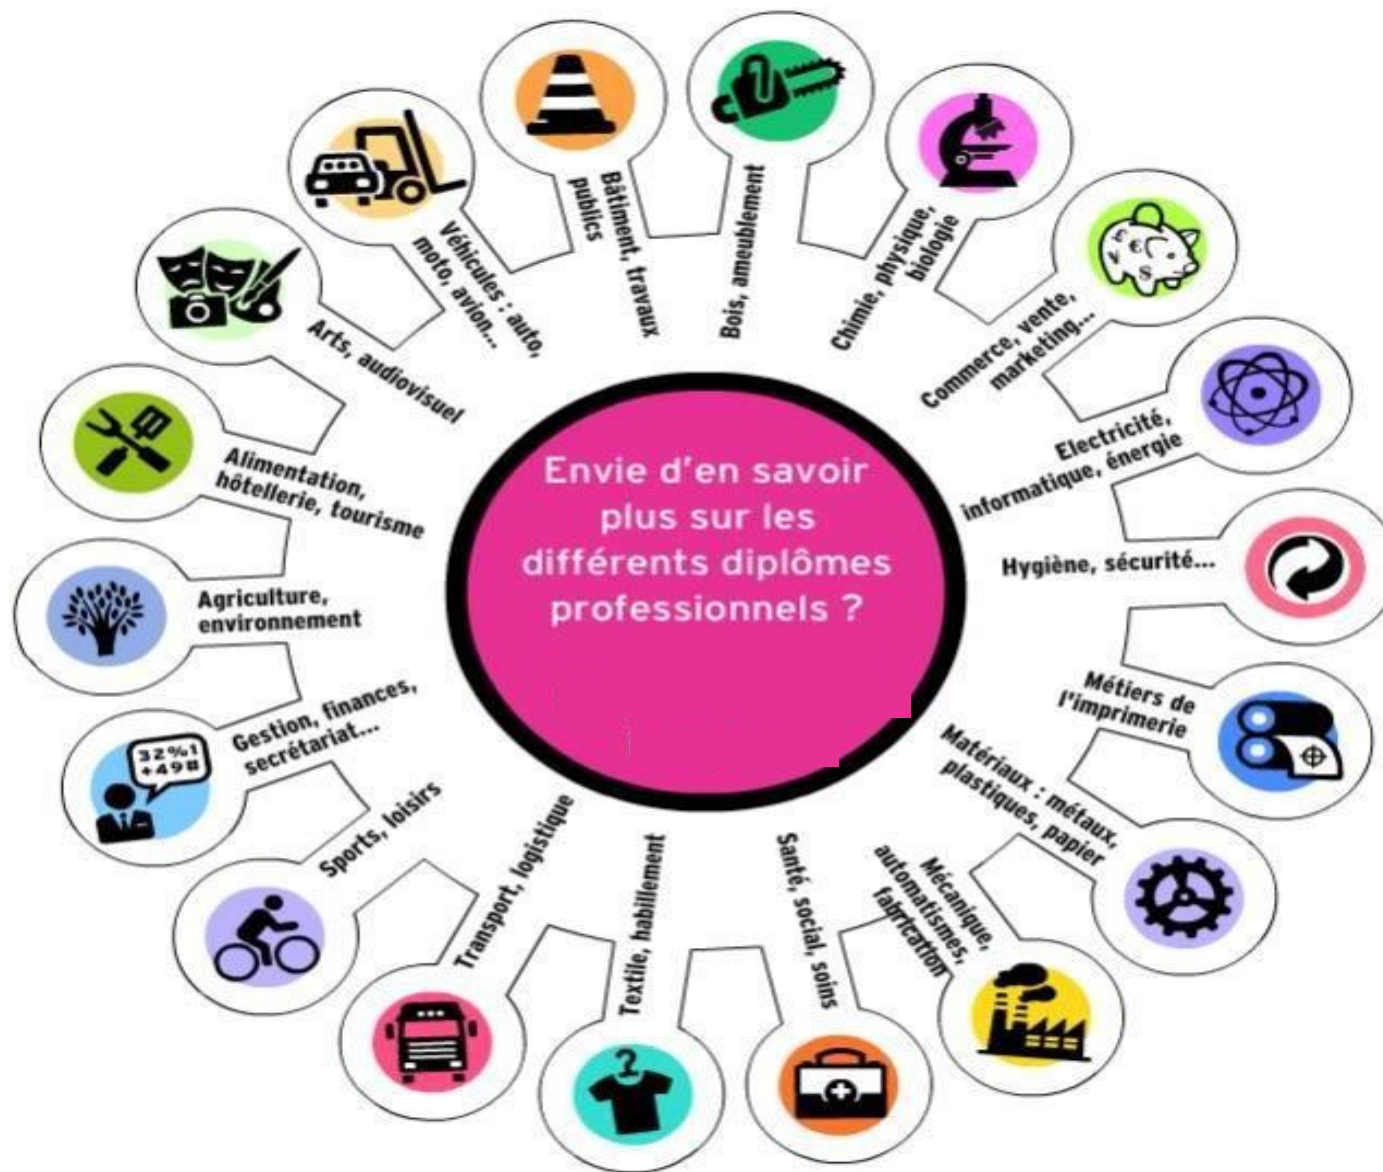 Envie d'en savoir
plus sur les
différents diplômes
professionnels ?
Bâtiment, travaux
publics
Bois, ameublement
Chimie, physique,
biologie
Commerce, vente,
marketing...
Electricité,
informatique, énergie
Hygiène, sécurité...
Métiers de
l'imprimerie
Matériaux : métaux,
plastiques, papier
Mécanique,
automatismes,
fabrication
Santé, social, soins
Textile, habillement
Transport, logistique
Sports, loisirs
Gestion, finances,
secrétariat...
32%1
+498
Agriculture,
environnement
Alimentation,
hôtellerie, tourisme
Arts, audiovisuel
Véhicules : auto,
moto, avion...